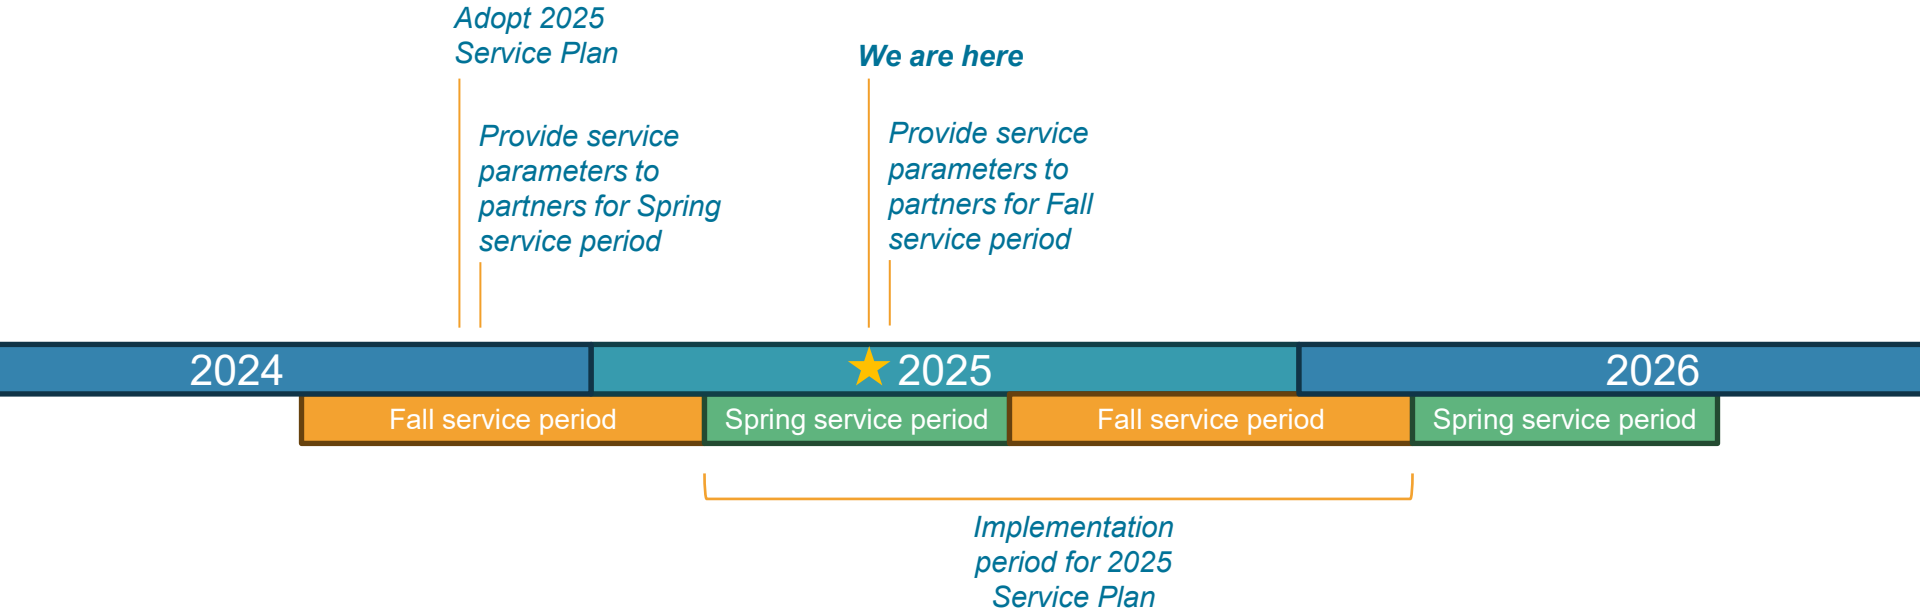 Adopt 2025
Service Plan
We are here
Provide service
parameters to
partners for Spring
service period
Provide service
parameters to
partners for Fall
service period
2024
2025
2026
Fall service period
Spring service period
Fall service period
Spring service period
Implementation
period for 2025
Service Plan